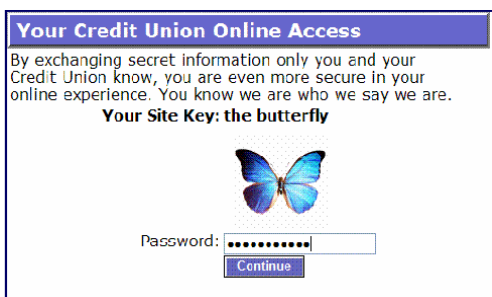 Your Credit Union Online Access
By exchanging secret information only you and your
Credit Union know, you are even more secure in your
online experience. You know we are who we say we are.
Your Site Key: the butterfly
Password: •••••••••••
Continue